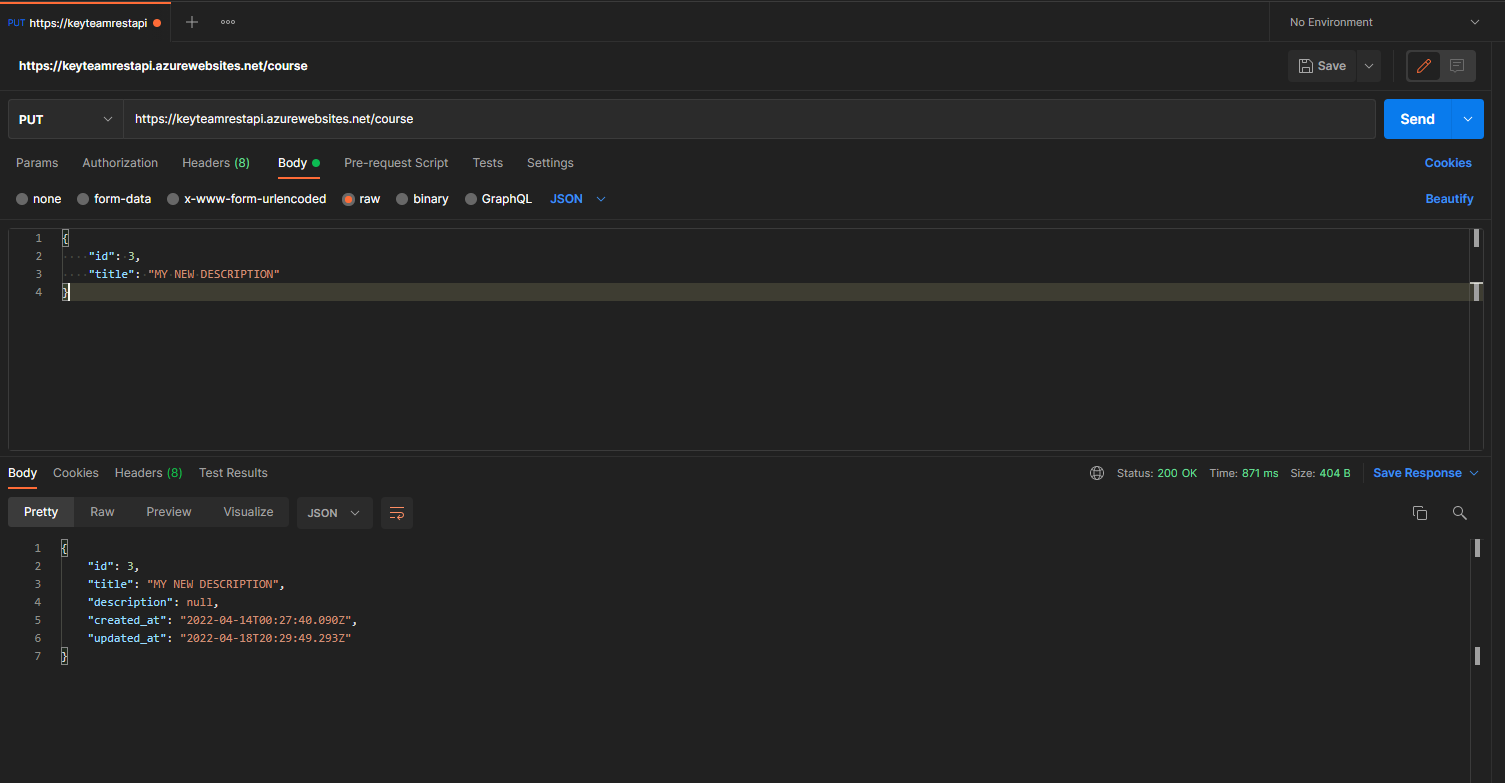 PUT https://keyteamrestapi
No Environment
https://keyteamrestapi.azurewebsites.net/course
Save
PUT https://keyteamrestapi.azurewebsites.net/course Send
Params Authorization Headers (8) Body Pre-request Script Tests Settings Cookies
none form-data x-www-form-urlencoded raw binary GraphQL JSON Beautify
1 {
2 "id": 3,
3 "title": "MY NEW DESCRIPTION"
4 }
Body Cookies Headers (8) Test Results Status: 200 OK Time: 871 ms Size: 404 B Save Response
Pretty Raw Preview Visualize JSON
1 {
2 "id": 3,
3 "title": "MY NEW DESCRIPTION",
4 "description": null,
5 "created_at": "2022-04-14T00:27:40.090Z",
6 "updated_at": "2022-04-18T20:29:49.293Z"
7 }